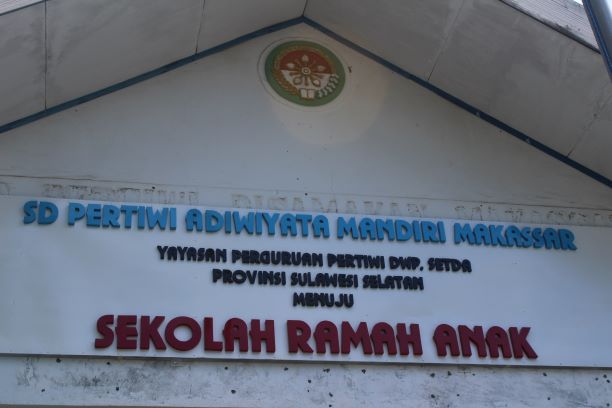 SD PERTIWI ADIWIYATA MANDIRI MAKASSAR
YAYASAN PERGURUAN PERTIWI DWP, SETDA
PROVINSI SULAWESI SELATAN
MENUJU
SEKOLAH RAMAH ANAK